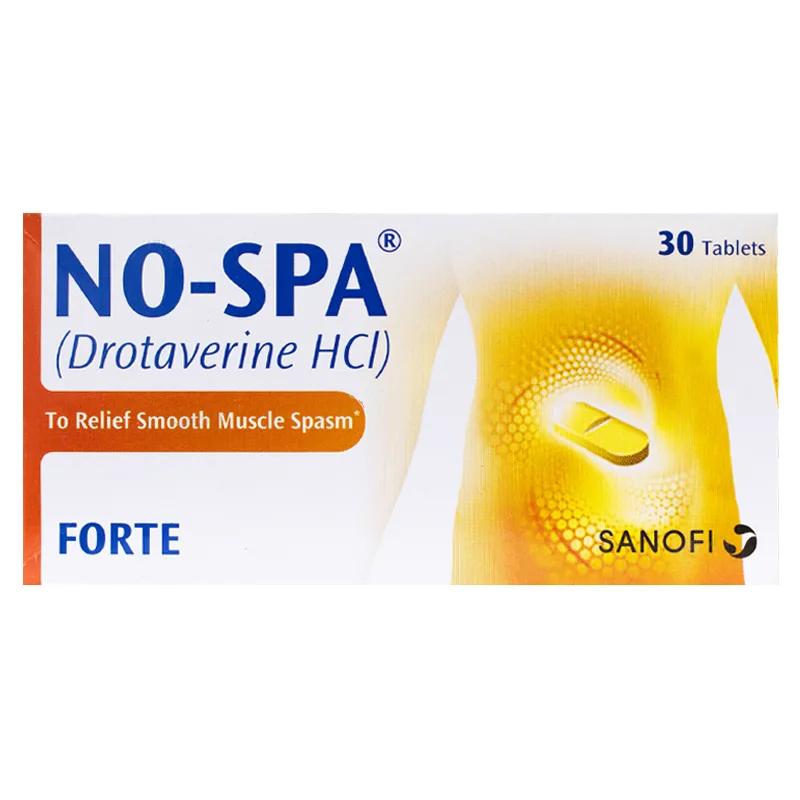 NO-SPA®
(Drotaverine HCl)
To Relief Smooth Muscle Spasm*
FORTE
30 Tablets
SANOFI